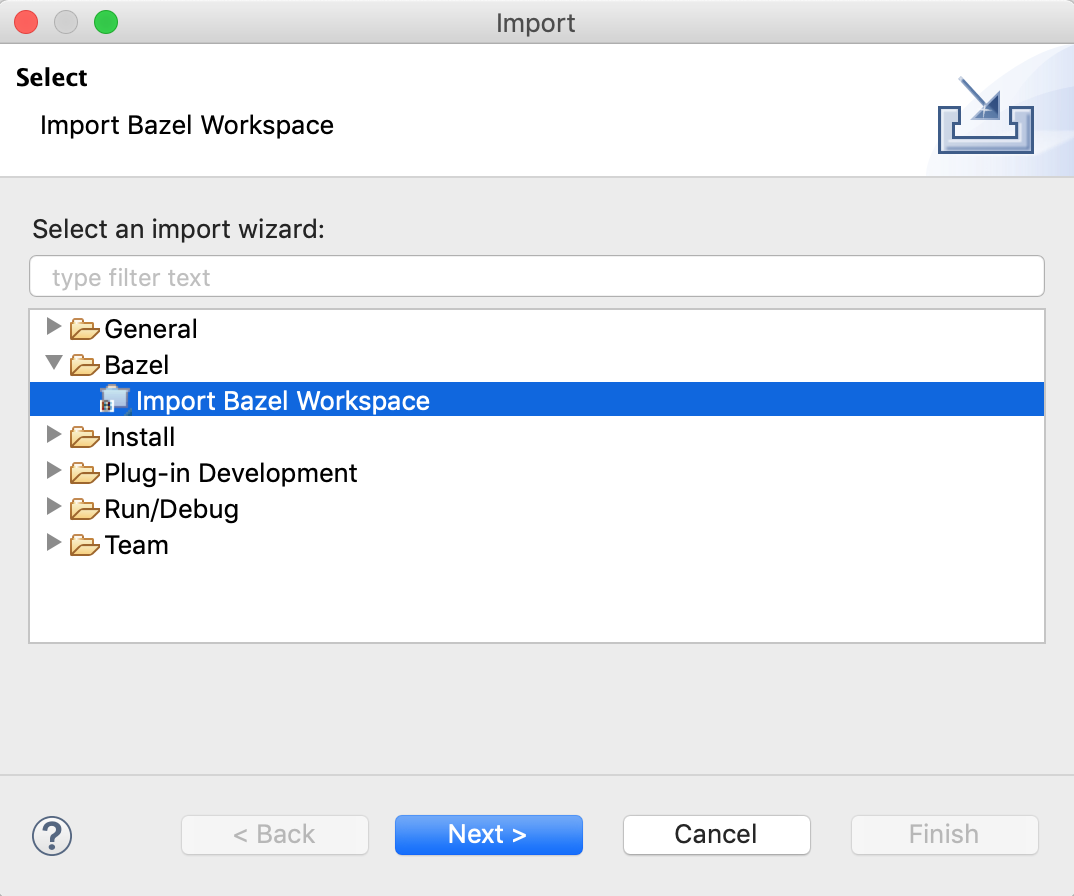 Import
Select
Import Bazel Workspace
Select an import wizard:
type filter text
General
Bazel
Import Bazel Workspace
Install
Plug-in Development
Run/Debug
Team
?
< Back
Next >
Cancel
Finish